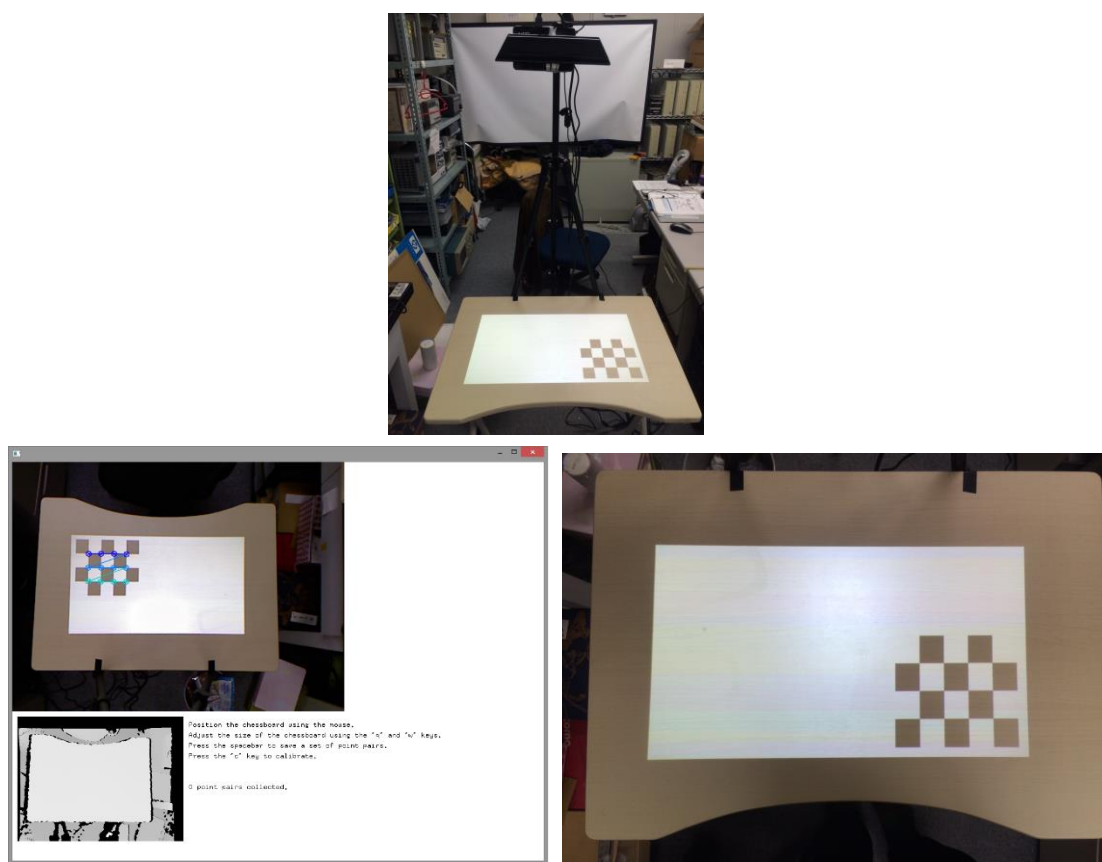 Position the chessboard using the mouse.
Adjust the size of the chessboard using the "q" and "w" keys.
Press the spacebar to save a set of point pairs.
Press the "c" key to calibrate.
0 point pairs collected.